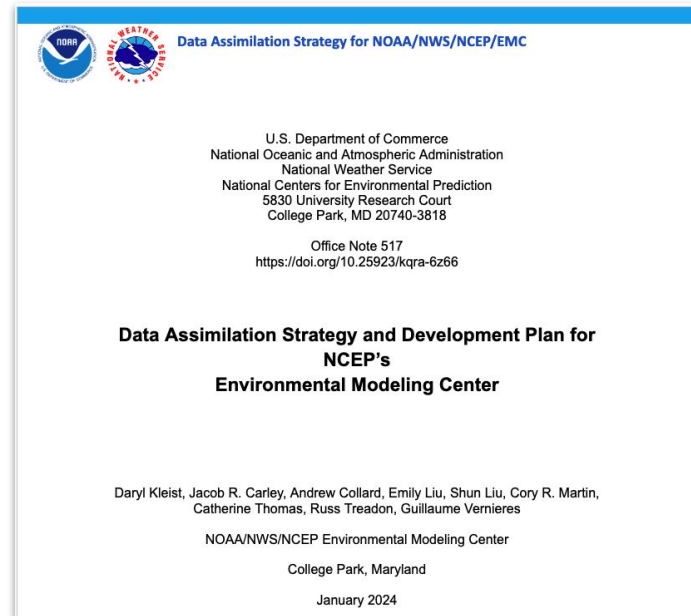 Data Assimilation Strategy for NOAA/NWS/NCEP/EMC
NOAA
NATIONAL WEATHER SERVICE
U.S. Department of Commerce
National Oceanic and Atmospheric Administration
National Weather Service
National Centers for Environmental Prediction
5830 University Research Court
College Park, MD 20740-3818
Office Note 517
https://doi.org/10.25923/kqra-6z66
Data Assimilation Strategy and Development Plan for
NCEP’s
Environmental Modeling Center
Daryl Kleist, Jacob R. Carley, Andrew Collard, Emily Liu, Shun Liu, Cory R. Martin,
Catherine Thomas, Russ Treadon, Guillaume Vernieres
NOAA/NWS/NCEP Environmental Modeling Center
College Park, Maryland
January 2024